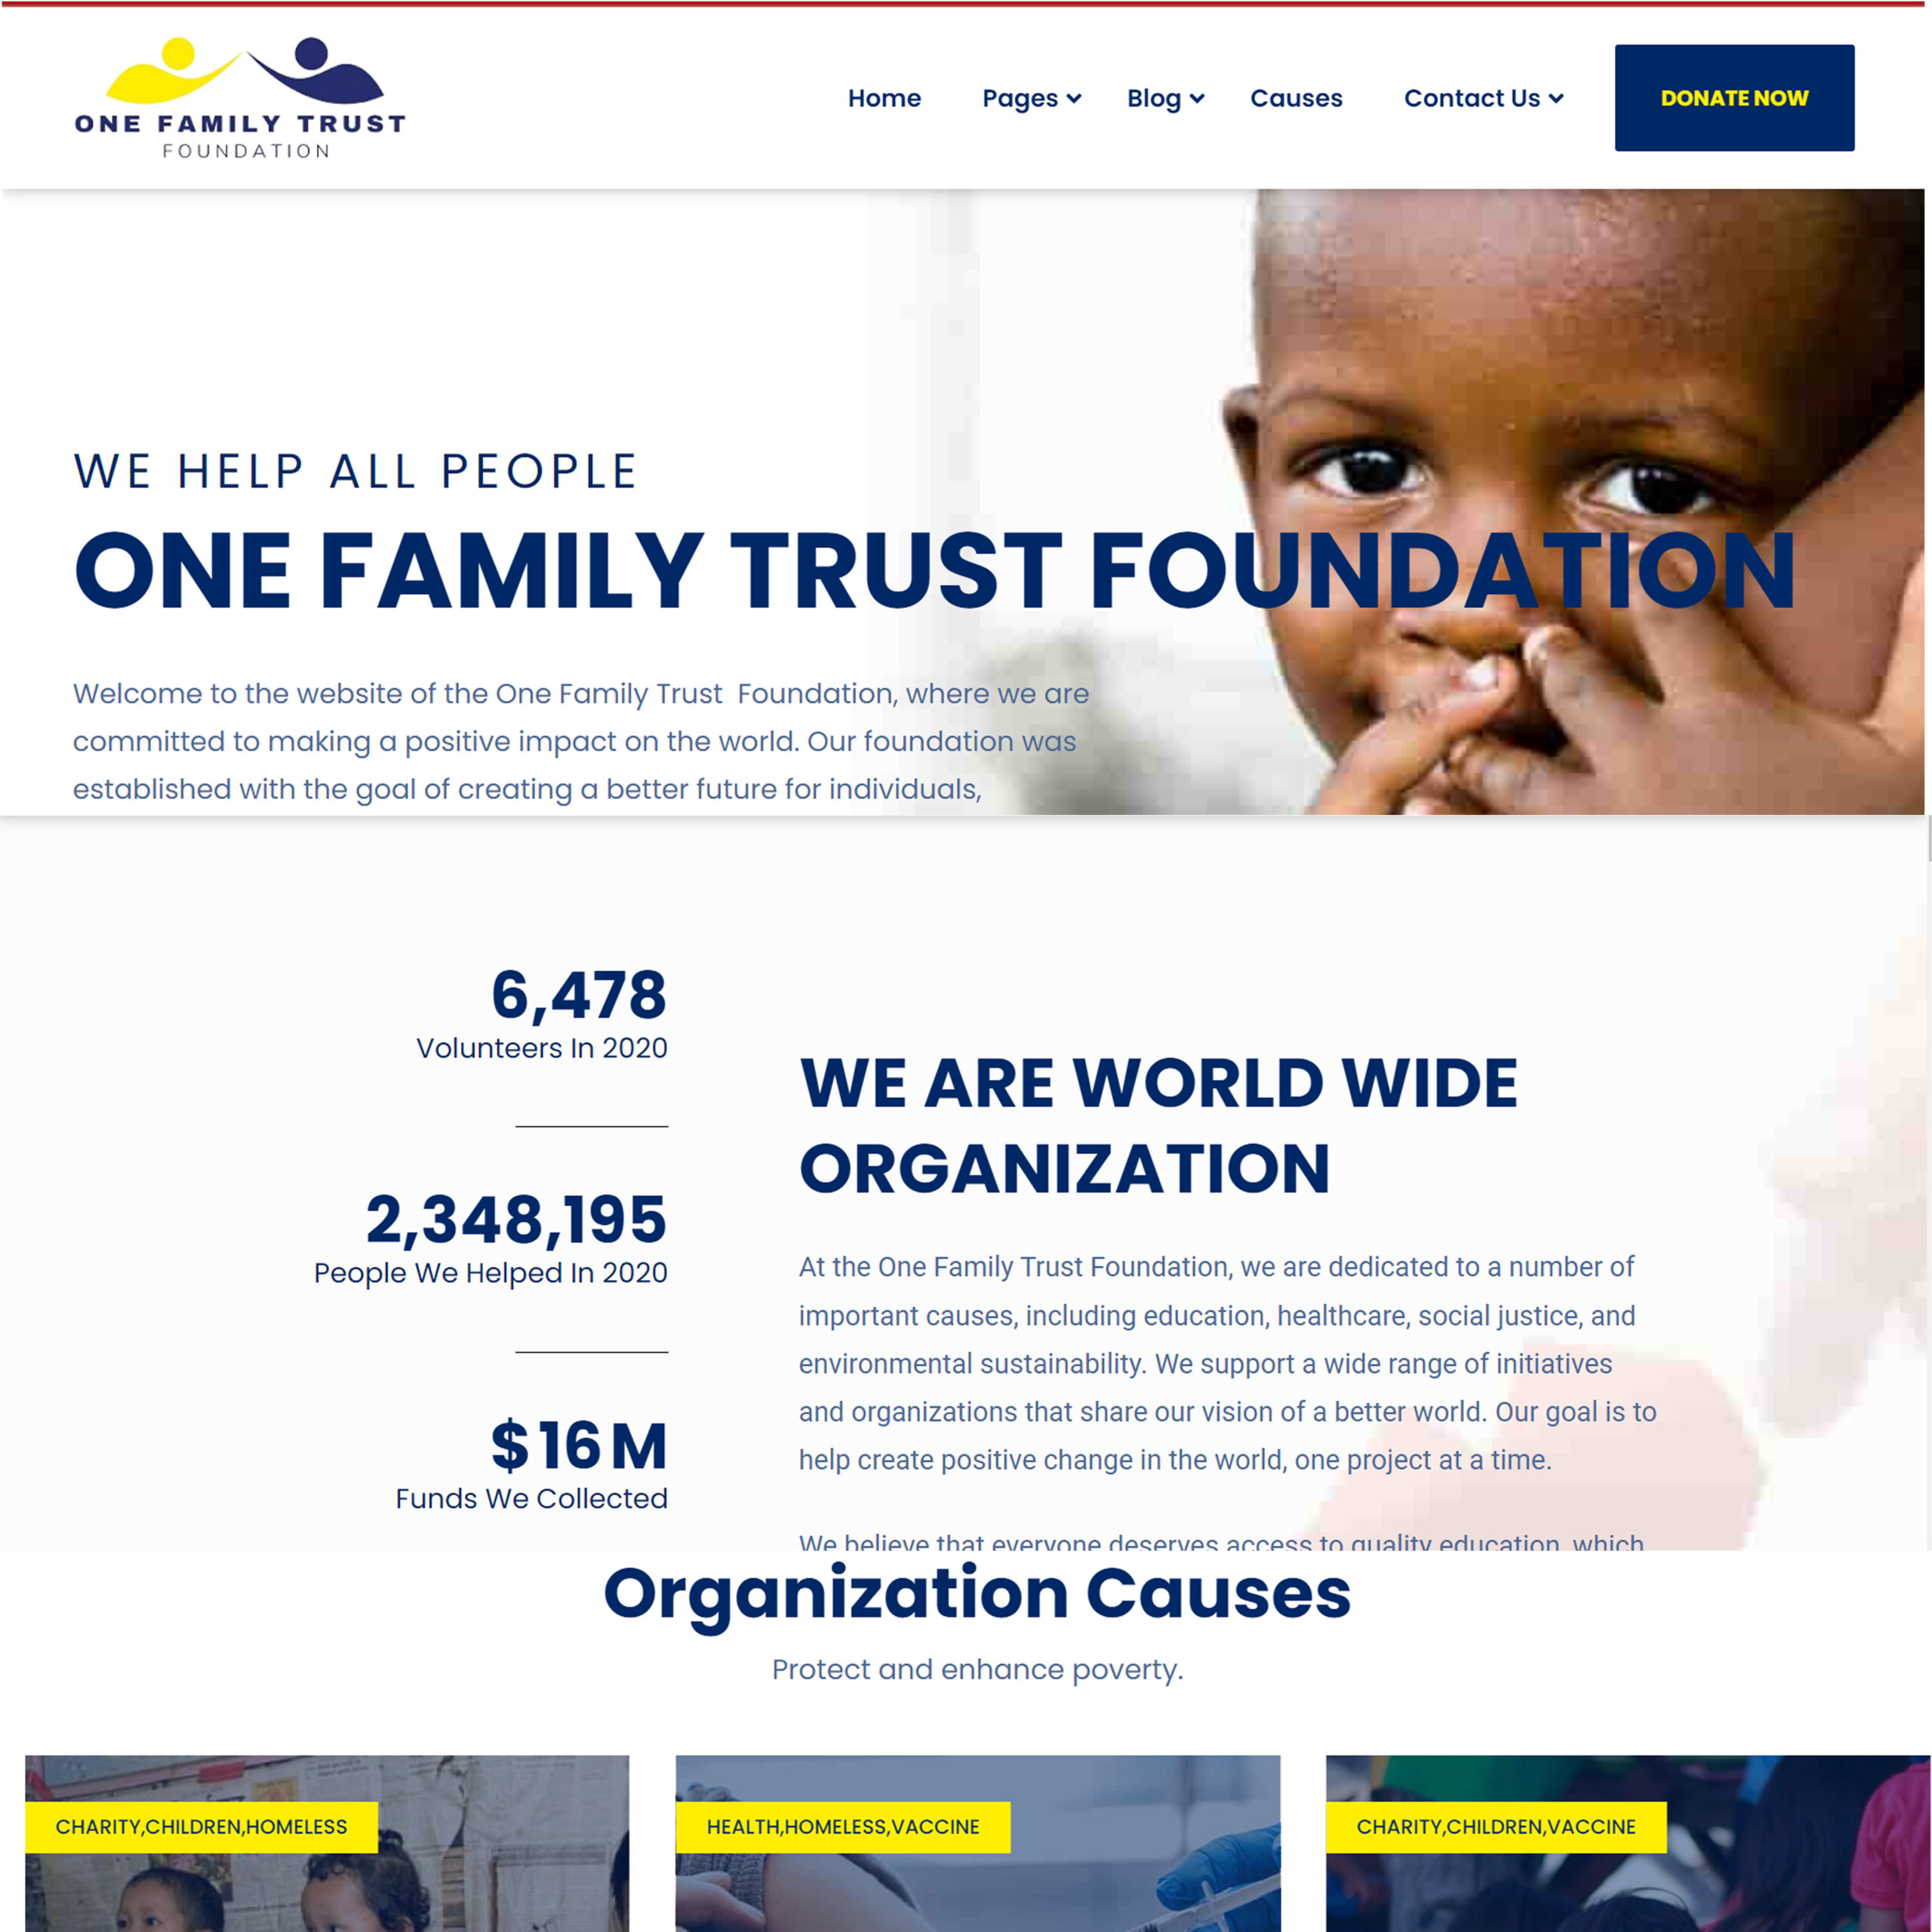 ONE FAMILY TRUST
FOUNDATION
Home Pages Blog Causes Contact Us DONATE NOW
WE HELP ALL PEOPLE
ONE FAMILY TRUST FOUNDATION
Welcome to the website of the One Family Trust Foundation, where we are
committed to making a positive impact on the world. Our foundation was
established with the goal of creating a better future for individuals,
6,478
Volunteers In 2020
2,348,195
People We Helped In 2020
$16M
Funds We Collected
WE ARE WORLD WIDE
ORGANIZATION
At the One Family Trust Foundation, we are dedicated to a number of
important causes, including education, healthcare, social justice, and
environmental sustainability. We support a wide range of initiatives
and organizations that share our vision of a better world. Our goal is to
help create positive change in the world, one project at a time.
We believe that everyone deserves access to quality education, which
Organization Causes
Protect and enhance poverty.
CHARITY,CHILDREN,HOMELESS
HEALTH,HOMELESS,VACCINE
CHARITY,CHILDREN,VACCINE